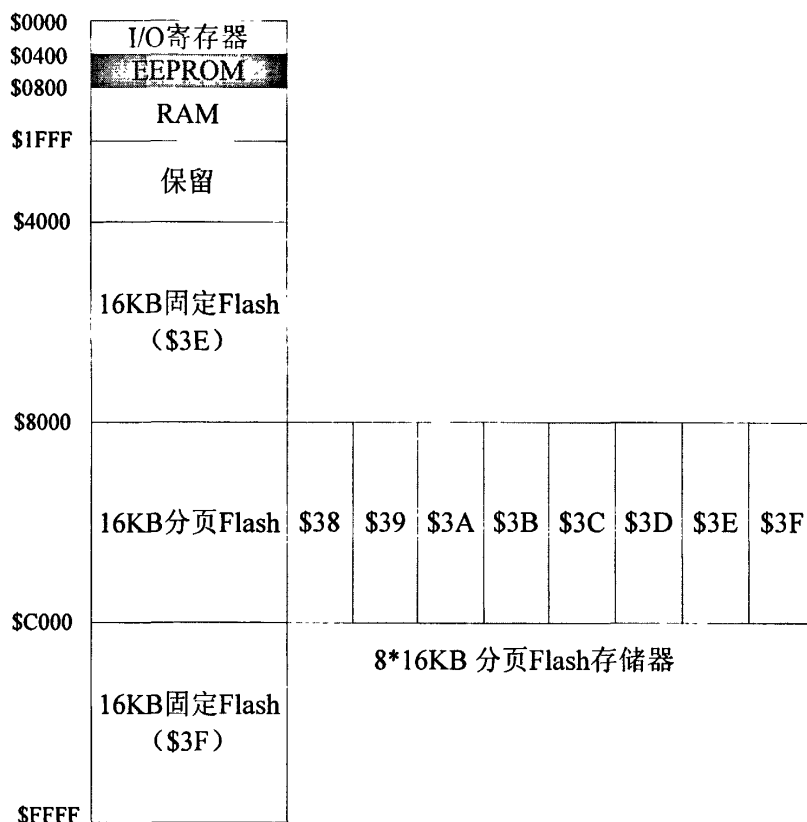 $0000
I/O寄存器
$0400
EEPROM
$0800
RAM
$1FFF
保留
$4000
16KB固定Flash
（$3E）
$8000
16KB分页Flash $38 $39 $3A $3B $3C $3D $3E $3F
$C000
8*16KB 分页Flash存储器
16KB固定Flash
（$3F）
$FFFF